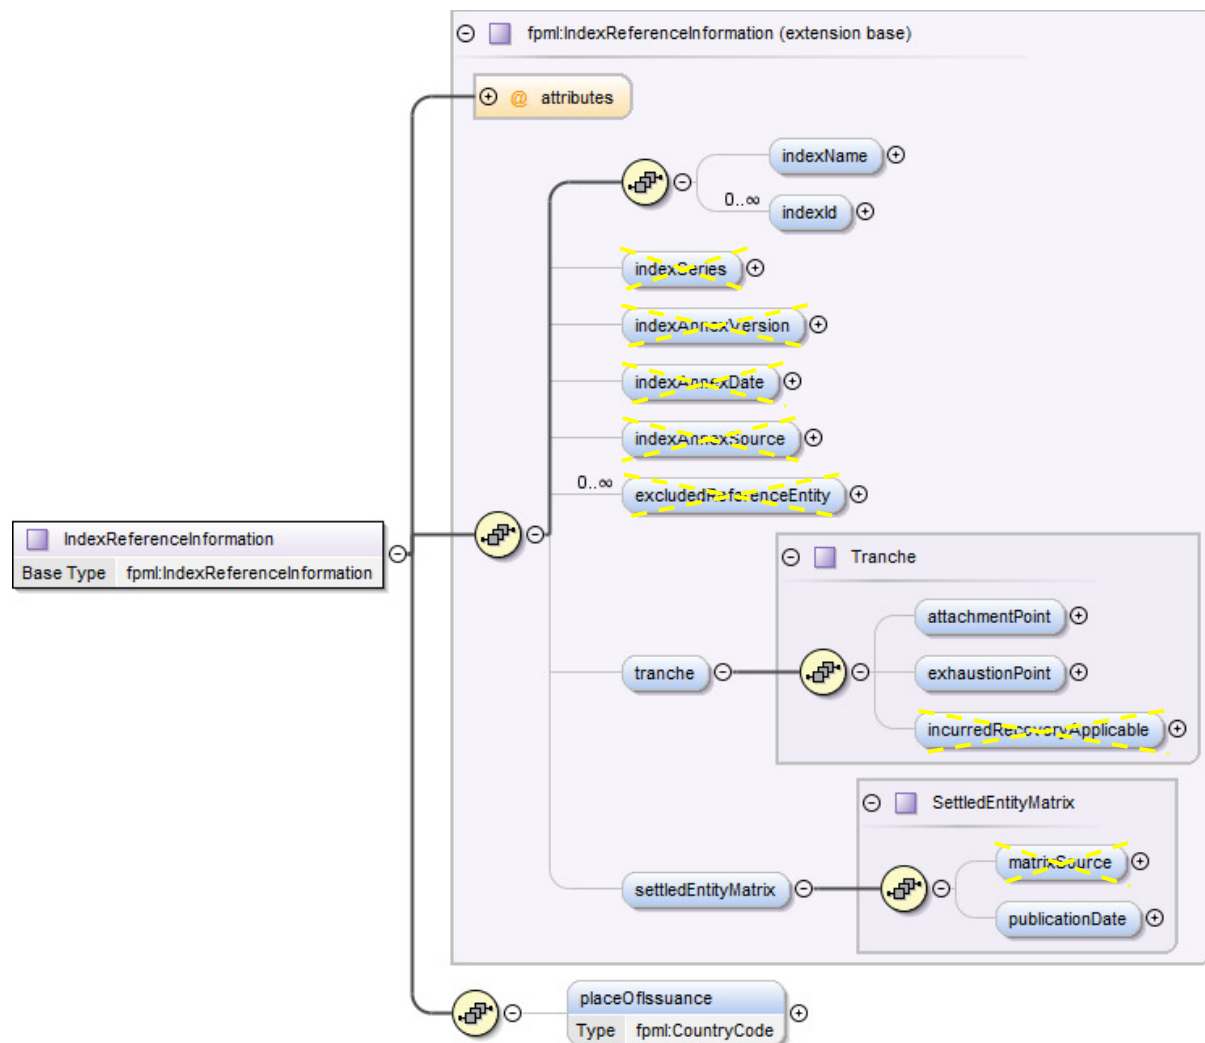 fpml:IndexReferenceInformation (extension base)
@ attributes
indexName
0..∞
indexId
indexSeries
indexAnnexVersion
indexAnnexDate
indexAnnexSource
0..∞
excludedReferenceEntity
IndexReferenceInformation
Base Type fpml:IndexReferenceInformation
Tranche
attachmentPoint
tranche
exhaustionPoint
incurredRecoveryApplicable
SettledEntityMatrix
matrixSource
settledEntityMatrix
publicationDate
placeOfIssuance
Type fpml:CountryCode